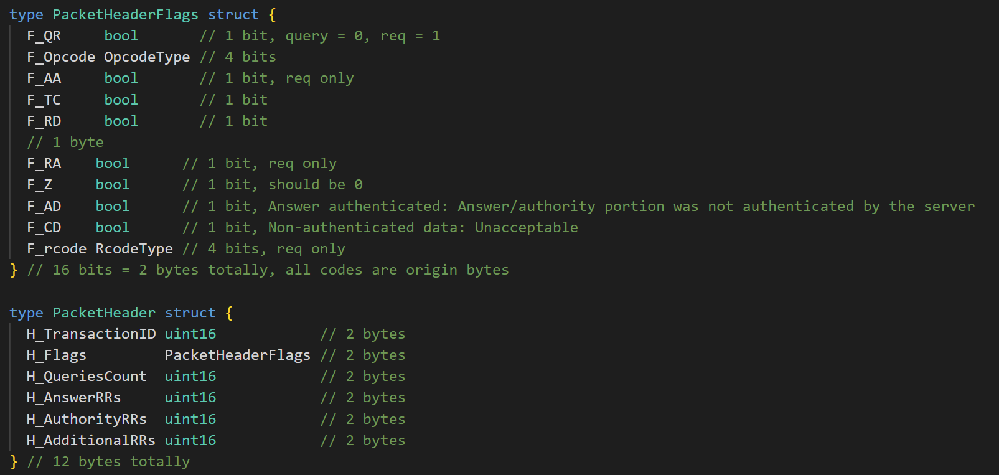 type PacketHeaderFlags struct {
F_QR     bool       // 1 bit, query = 0, req = 1
F_Opcode OpcodeType // 4 bits
F_AA     bool       // 1 bit, req only
F_TC     bool       // 1 bit
F_RD     bool       // 1 bit
// 1 byte
F_RA    bool      // 1 bit, req only
F_Z     bool      // 1 bit, should be 0
F_AD    bool      // 1 bit, Answer authenticated: Answer/authority portion was not authenticated by the server
F_CD    bool      // 1 bit, Non-authenticated data: Unacceptable
F_rcode RcodeType // 4 bits, req only
} // 16 bits = 2 bytes totally, all codes are origin bytes
type PacketHeader struct {
H_TransactionID uint16            // 2 bytes
H_Flags         PacketHeaderFlags // 2 bytes
H_QueriesCount  uint16            // 2 bytes
H_AnswerRRs     uint16            // 2 bytes
H_AuthorityRRs  uint16            // 2 bytes
H_AdditionalRRs uint16            // 2 bytes
} // 12 bytes totally